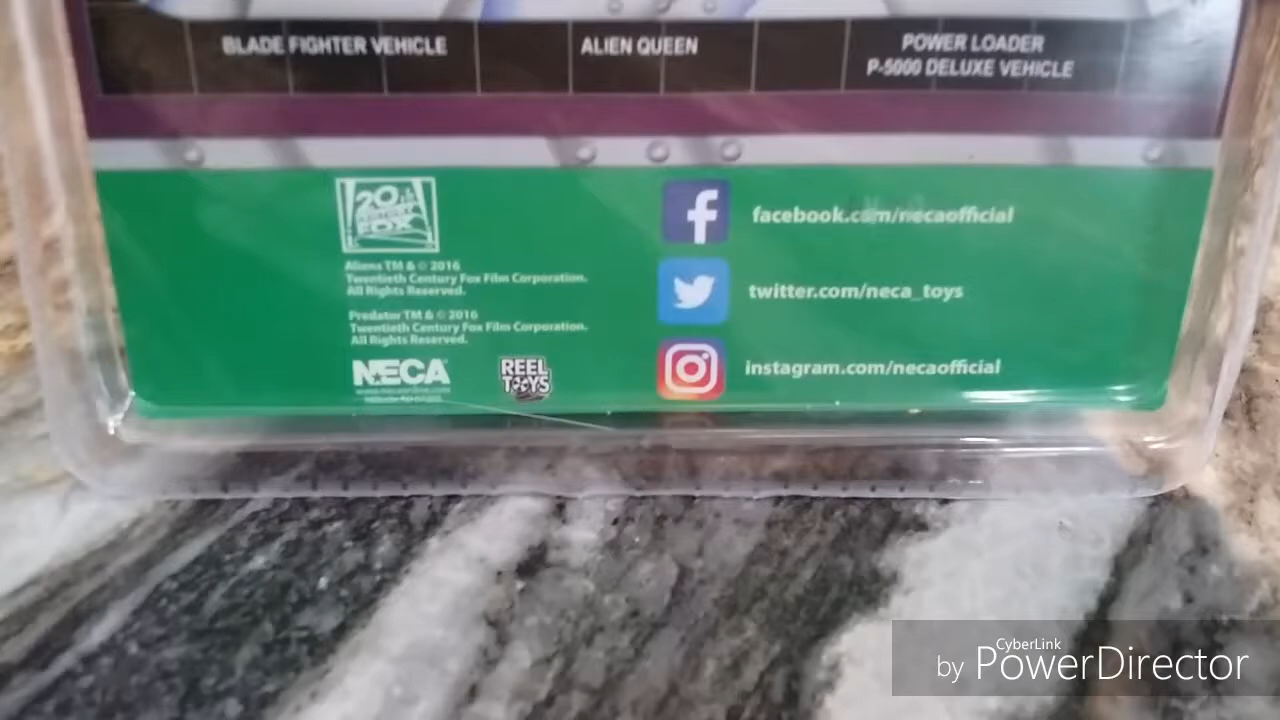 BLADE FIGHTER VEHICLE
ALIEN QUEEN
POWER LOADER
P-5000 DELUXE VEHICLE
20th CENTURY FOX
Aliens TM & © 2016
Twentieth Century Fox Film Corporation.
All Rights Reserved.
Predator TM & © 2016
Twentieth Century Fox Film Corporation.
All Rights Reserved.
NECA®
REEL
TOYS
facebook.com/necaofficial
twitter.com/neca_toys
instagram.com/necaofficial
by CyberLink
PowerDirector